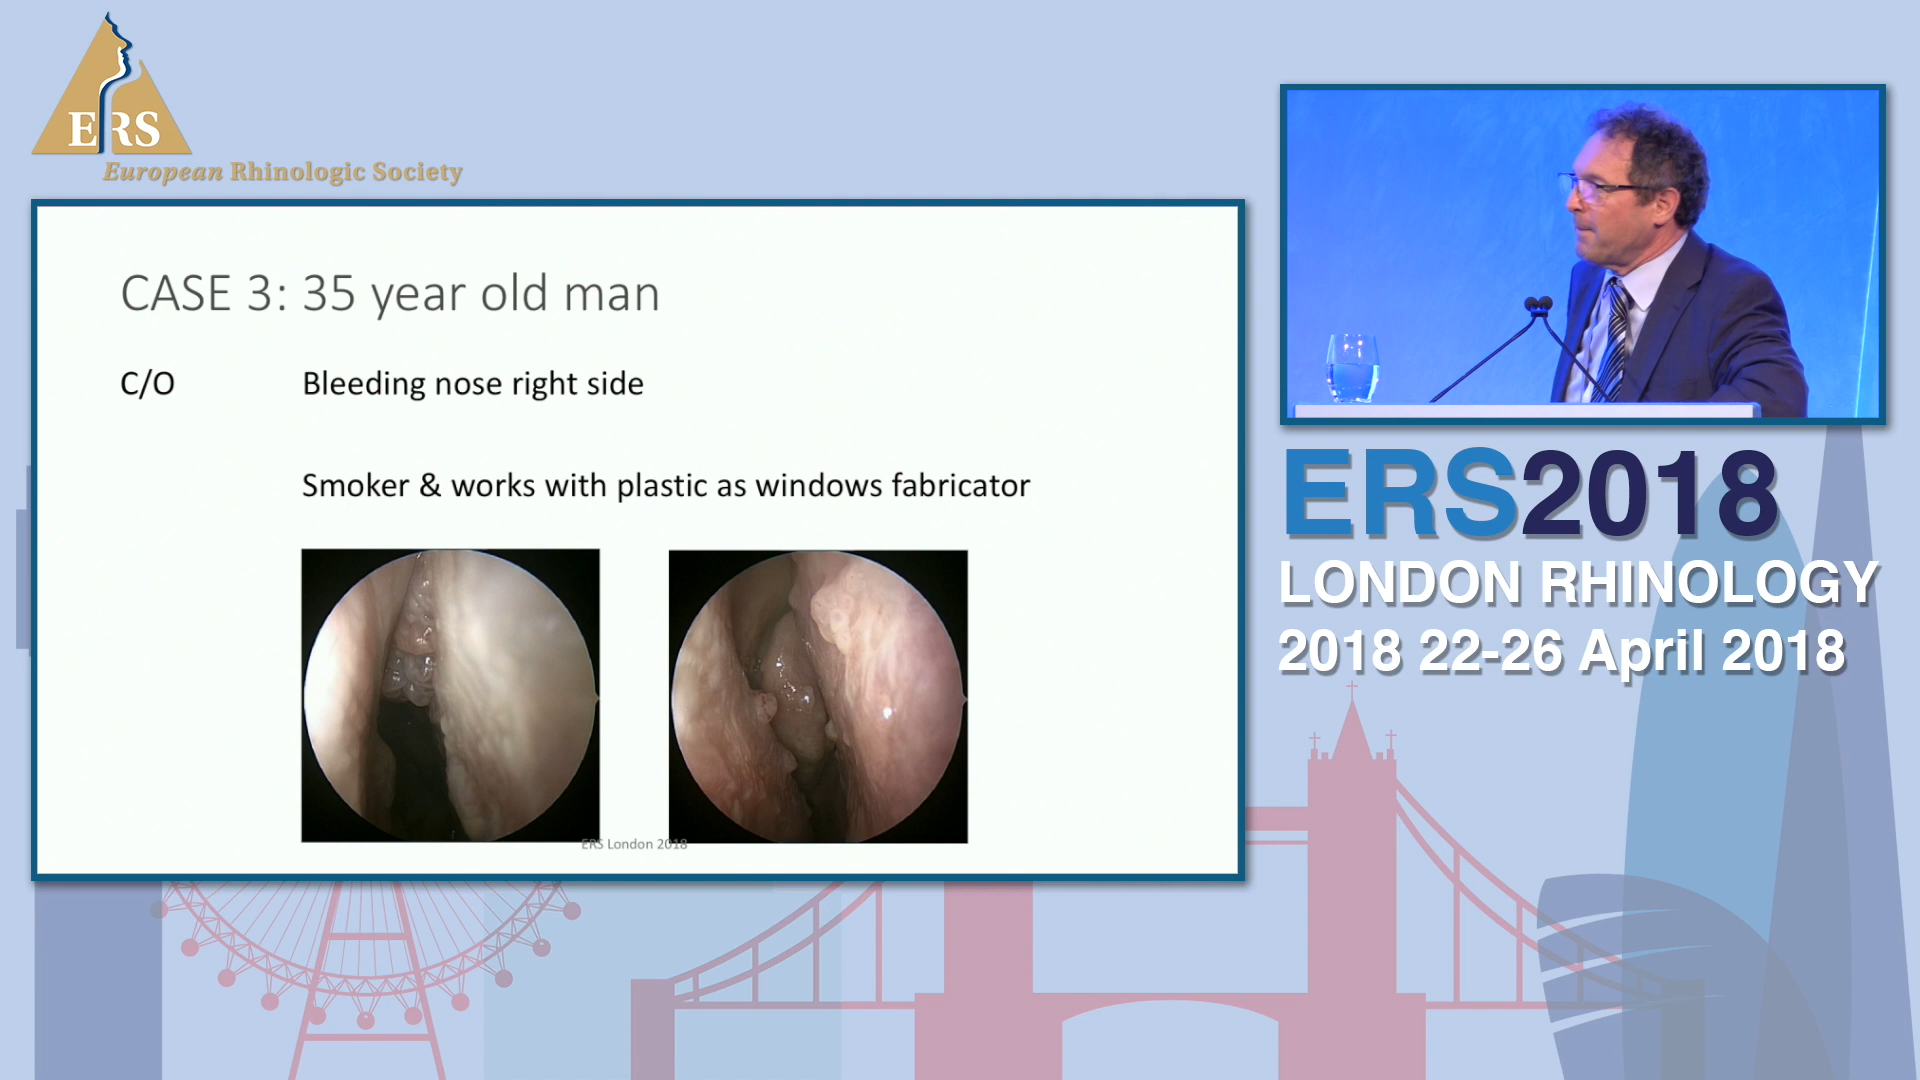 ERS
European Rhinologic Society
CASE 3: 35 year old man
C/O Bleeding nose right side
Smoker & works with plastic as windows fabricator
ERS London 2018
ERS2018
LONDON RHINOLOGY
2018 22-26 April 2018